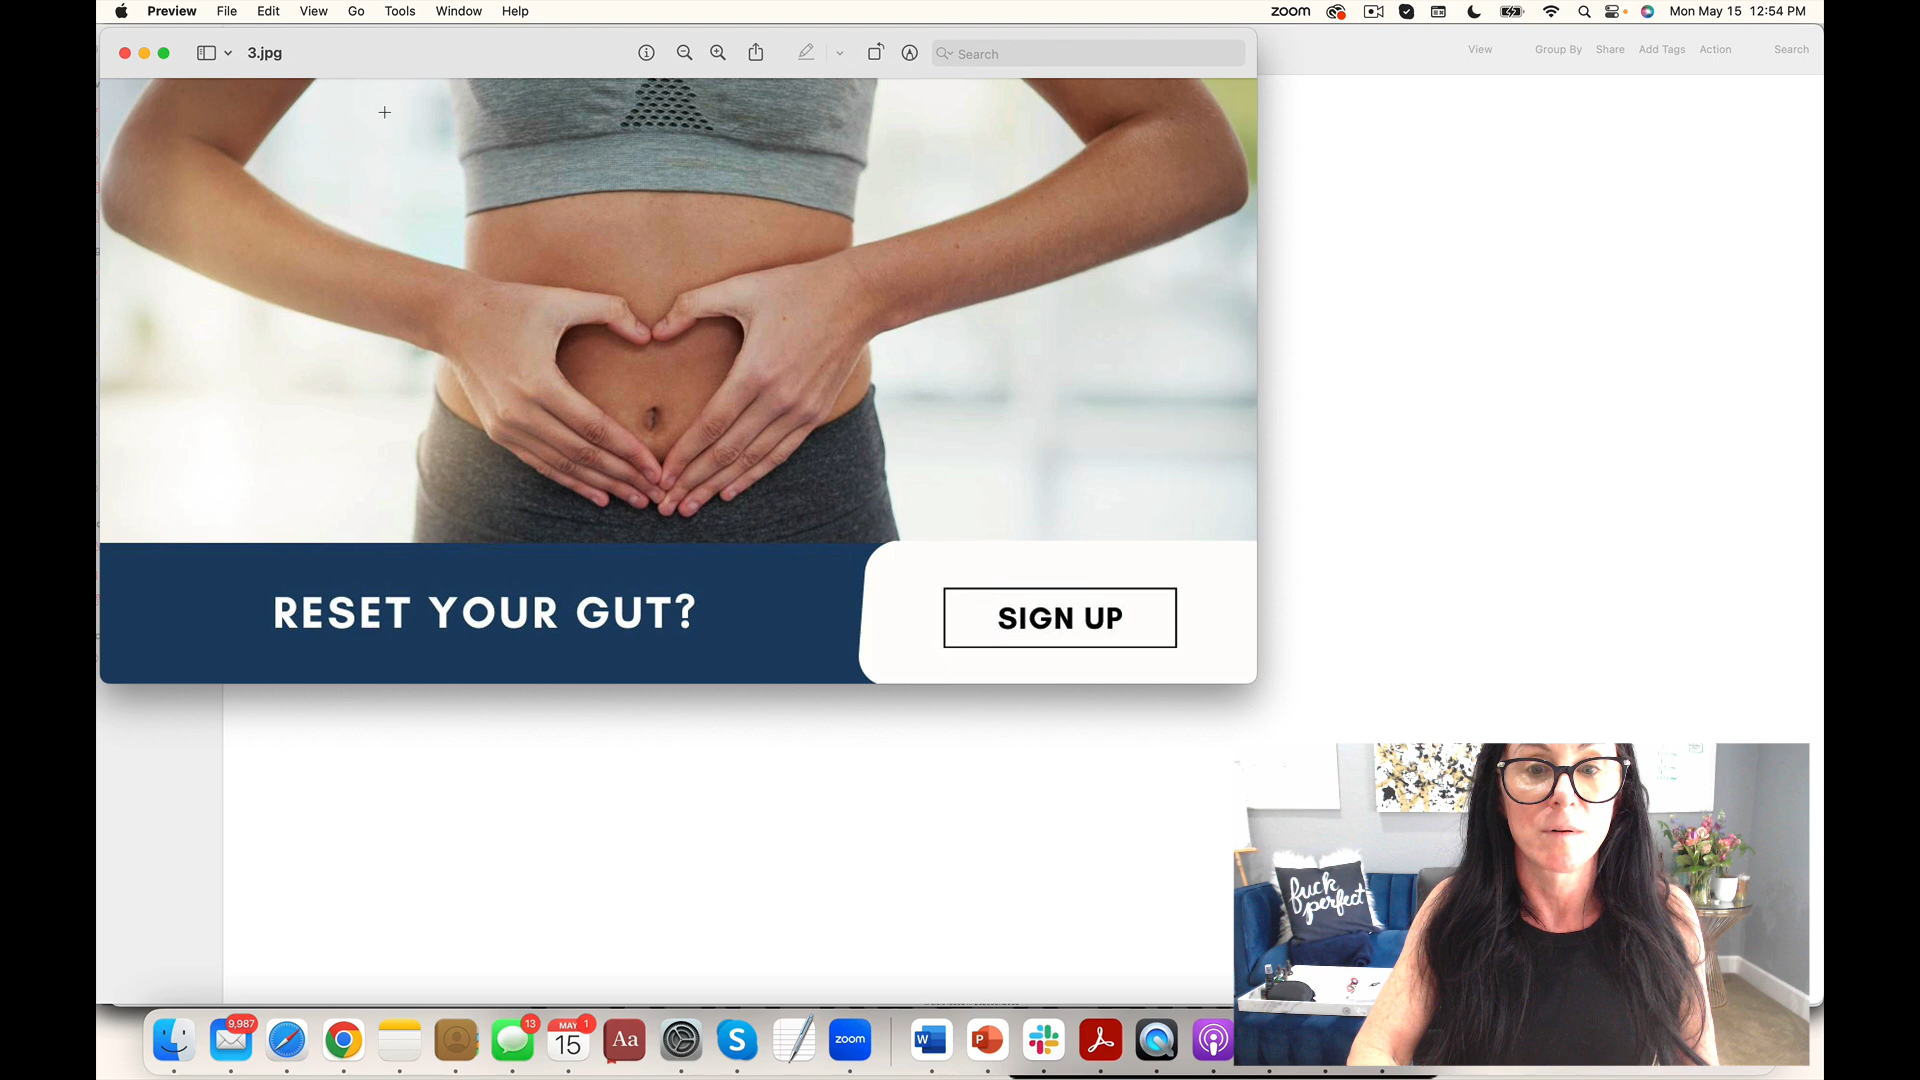 Preview File Edit View Go Tools Window Help
zoom
Mon May 15 12:54 PM
3.jpg
Search
View Group By Share Add Tags Action Search
RESET YOUR GUT?
SIGN UP
fuck
perfect
9,987
13
MAY 1
15
Aa
zoom
W
P